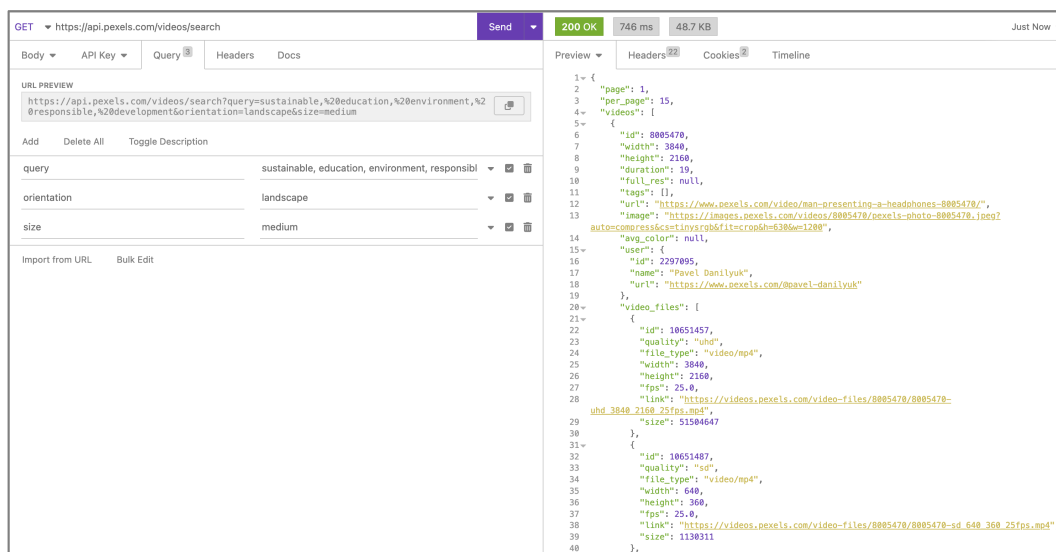 GET https://api.pexels.com/videos/search Send
Body API Key Query 3 Headers Docs
URL PREVIEW
https://api.pexels.com/videos/search?query=sustainable,%20education,%20environment,%2
0responsible,%20development&orientation=landscape&size=medium
Add Delete All Toggle Description
query sustainable, education, environment, responsibl
orientation landscape
size medium
Import from URL Bulk Edit
200 OK 746 ms 48.7 KB Just Now
Preview Headers 22 Cookies 2 Timeline
1 {
2 "page": 1,
3 "per_page": 15,
4 "videos": [
5 {
6 "id": 8005470,
7 "width": 3840,
8 "height": 2160,
9 "duration": 19,
10 "full_res": null,
11 "tags": [],
12 "url": "https://www.pexels.com/video/man-presenting-a-headphones-8005470/",
13 "image": "https://images.pexels.com/videos/8005470/pexels-photo-8005470.jpeg?
auto=compress&cs=tinysrgb&fit=crop&h=630&w=1200",
14 "avg_color": null,
15 "user": {
16 "id": 2297095,
17 "name": "Pavel Danilyuk",
18 "url": "https://www.pexels.com/@pavel-danilyuk"
19 },
20 "video_files": [
21 {
22 "id": 10651457,
23 "quality": "uhd",
24 "file_type": "video/mp4",
25 "width": 3840,
26 "height": 2160,
27 "fps": 25.0,
28 "link": "https://videos.pexels.com/video-files/8005470/8005470-
uhd_3840_2160_25fps.mp4",
29 "size": 51504647
30 },
31 {
32 "id": 10651487,
33 "quality": "sd",
34 "file_type": "video/mp4",
35 "width": 640,
36 "height": 360,
37 "fps": 25.0,
38 "link": "https://videos.pexels.com/video-files/8005470/8005470-sd_640_360_25fps.mp4"
39 "size": 1130311
40 },